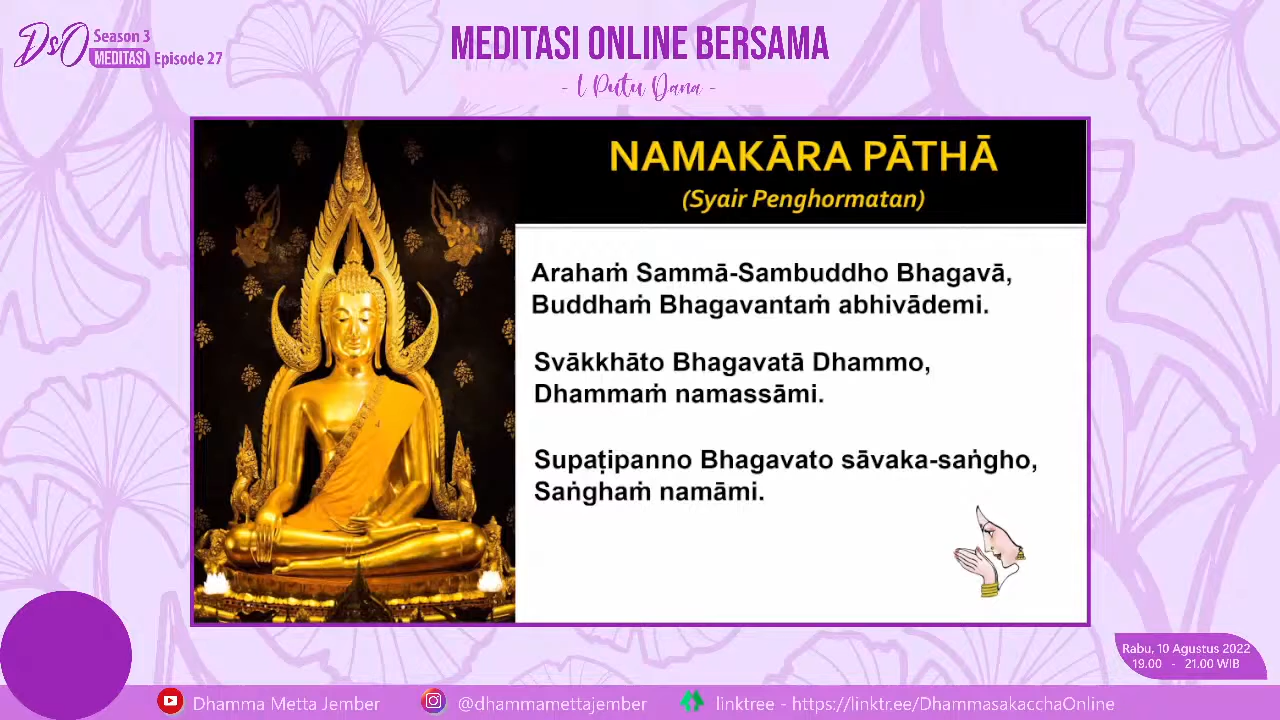 DsO Season 3
MEDITASI Episode 27
MEDITASI ONLINE BERSAMA
- I Putu Dana -
NAMAKĀRA PĀTHĀ
(Syair Penghormatan)
Arahaṁ Sammā-Sambuddho Bhagavā,
Buddhaṁ Bhagavantaṁ abhivādemi.
Svākkhāto Bhagavatā Dhammo,
Dhammaṁ namassāmi.
Supaṭipanno Bhagavato sāvaka-saṅgho,
Saṅghaṁ namāmi.
Rabu, 10 Agustus 2022
19.00 - 21.00 WIB
Dhamma Metta Jember @dhammamettajember linktree - https://linktr.ee/DhammasakacchaOnline